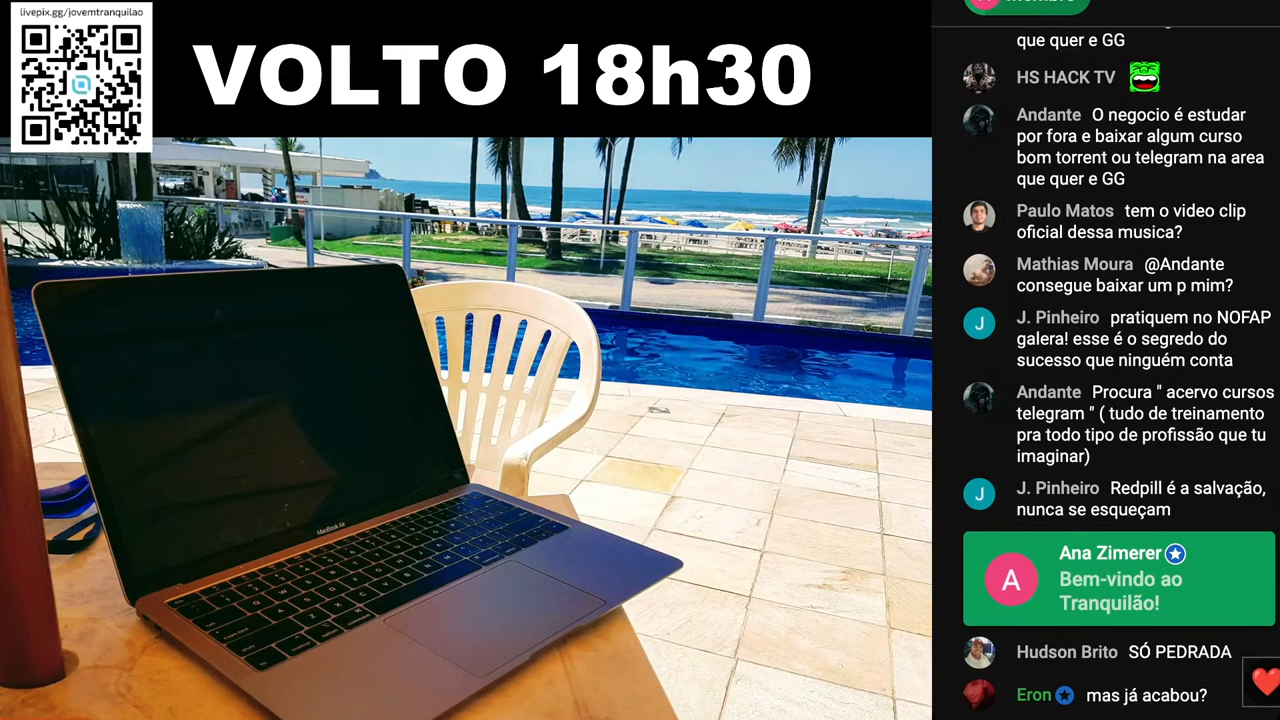 livepix.gg/jovemtranquilao
VOLTO 18h30
MacBook Air
que quer e GG
HS HACK TV
Andante O negocio é estudar
por fora e baixar algum curso
bom torrent ou telegram na area
que quer e GG
Paulo Matos tem o video clip
oficial dessa musica?
Mathias Moura @Andante
consegue baixar um p mim?
J J. Pinheiro pratiquem no NOFAP
galera! esse é o segredo do
sucesso que ninguém conta
Andante Procura " acervo cursos
telegram " ( tudo de treinamento
pra todo tipo de profissão que tu
imaginar)
J J. Pinheiro Redpill é a salvação,
nunca se esqueçam
A Ana Zimerer
Bem-vindo ao
Tranquilão!
Hudson Brito SÓ PEDRADA
Eron mas já acabou?